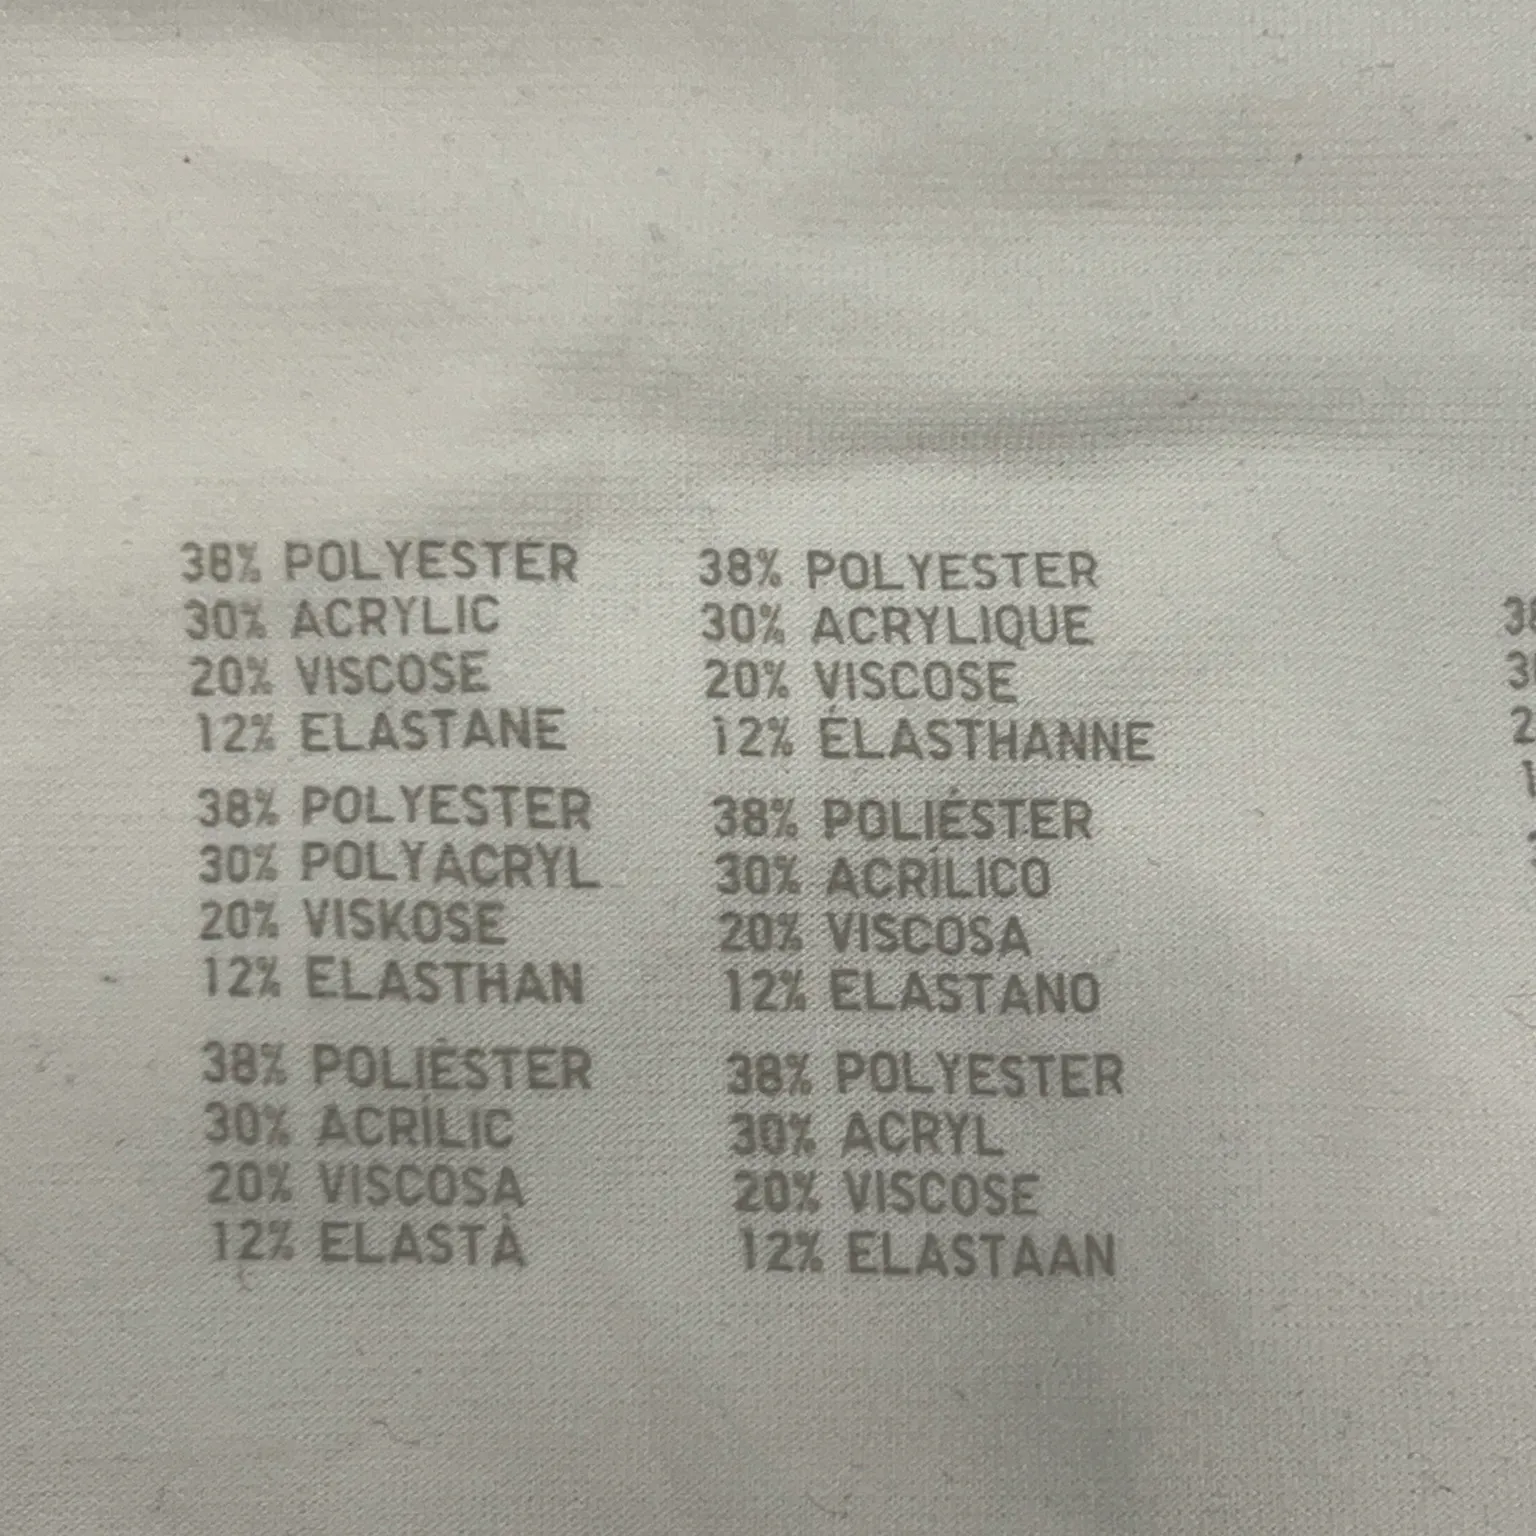 38% POLYESTER
30% ACRYLIC
20% VISCOSE
12% ELASTANE
38% POLYESTER
30% POLYACRYL
20% VISKOSE
12% ELASTHAN
38% POLIÈSTER
30% ACRÍLIC
20% VISCOSA
12% ELASTÀ
38% POLYESTER
30% ACRYLIQUE
20% VISCOSE
12% ÉLASTHANNE
38% POLIÉSTER
30% ACRÍLICO
20% VISCOSA
12% ELASTANO
38% POLYESTER
30% ACRYL
20% VISCOSE
12% ELASTAAN